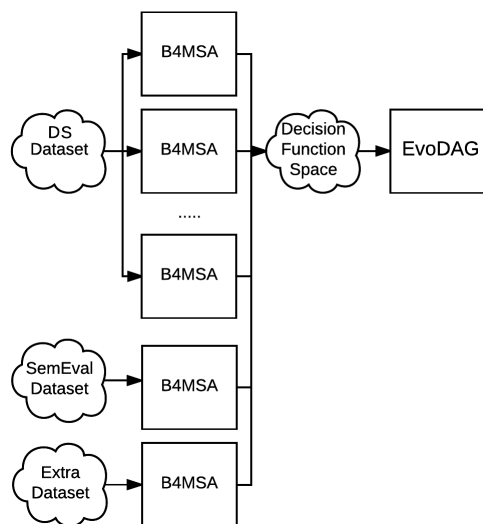 B4MSA
DS
Dataset
B4MSA
Decision
Function
Space
EvoDAG
.....
B4MSA
SemEval
Dataset
B4MSA
Extra
Dataset
B4MSA